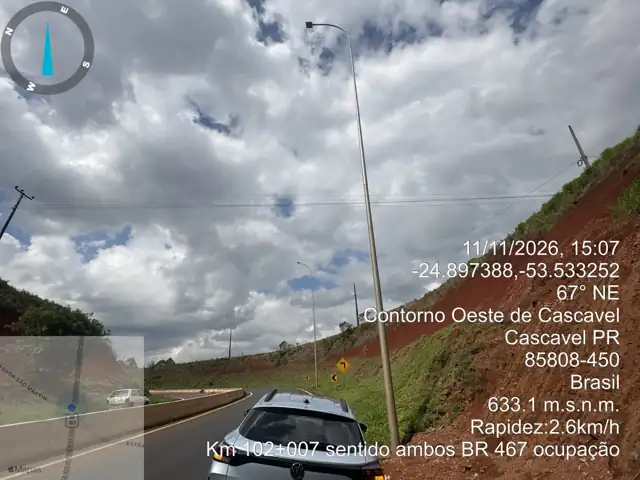 N
E
S
W
11/11/2026, 15:07
-24.897388,-53.533252
67° NE
Contorno Oeste de Cascavel
Cascavel PR
85808-450
Brasil
633.1 m.s.n.m.
Rapidez:2.6km/h
Km 102+007 sentido ambos BR 467 ocupação
Maps